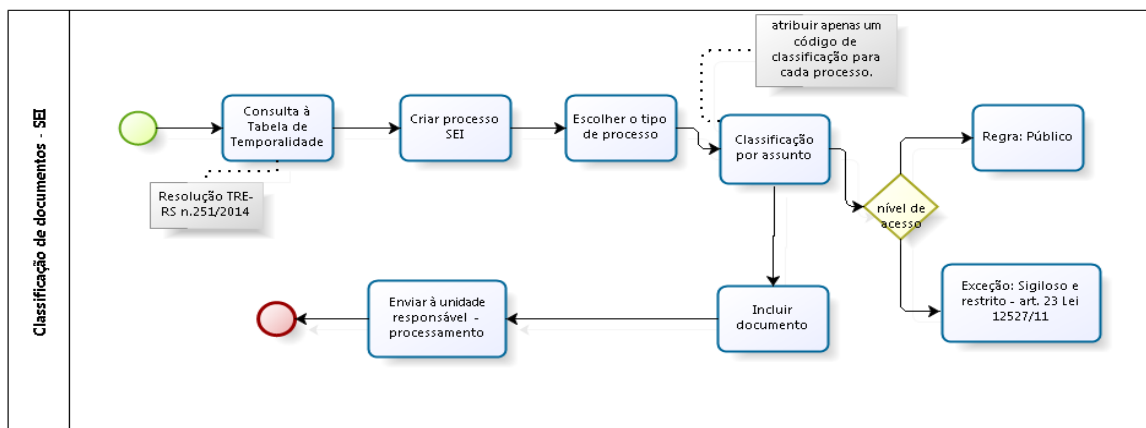 Classificação de documentos - SEI
atribuir apenas um
código de
classificação para
cada processo.
Consulta à
Tabela de
Temporalidade
Criar processo
SEI
Escolher o tipo
de processo
Classificação
por assunto
Regra: Público
Resolução TRE-
RS n.251/2014
nível de
acesso
Exceção: Sigiloso e
restrito - art. 23 Lei
12527/11
Enviar à unidade
responsável -
processamento
Incluir
documento